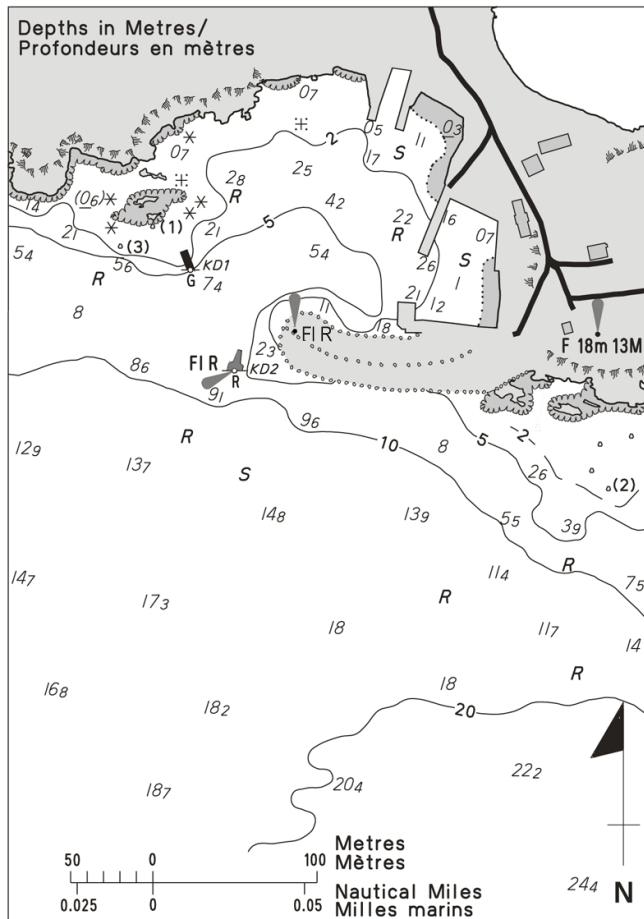 Depths in Metres/
Profondeurs en mètres
0₇
0₅
0₃
2
1₇
S
1₁
0₇
2₈
2₅
R
4₂
2₂
1₆
0₇
1₄
(0₆)
(1)
2₁
R
5
2₁
5₄
2₆
S
(3)
5₄
5₆
KD1
G
7₄
R
2₁
1
1₂
8
1₁
1₈
Fl R
2₃
F 18m 13M
8₆
Fl R
KD2
R
9₁
9₆
2
R
10
8
5
12₉
13₇
S
2₆
(2)
14₈
13₉
5₅
3₉
14₇
11₄
R
7₅
17₃
R
18
11₇
14
16₈
18
R
18₂
20
22₂
20₄
18₇
Metres
50 0 100
Mètres
Nautical Miles
0.025 0 0.05
Milles marins
24₄
N